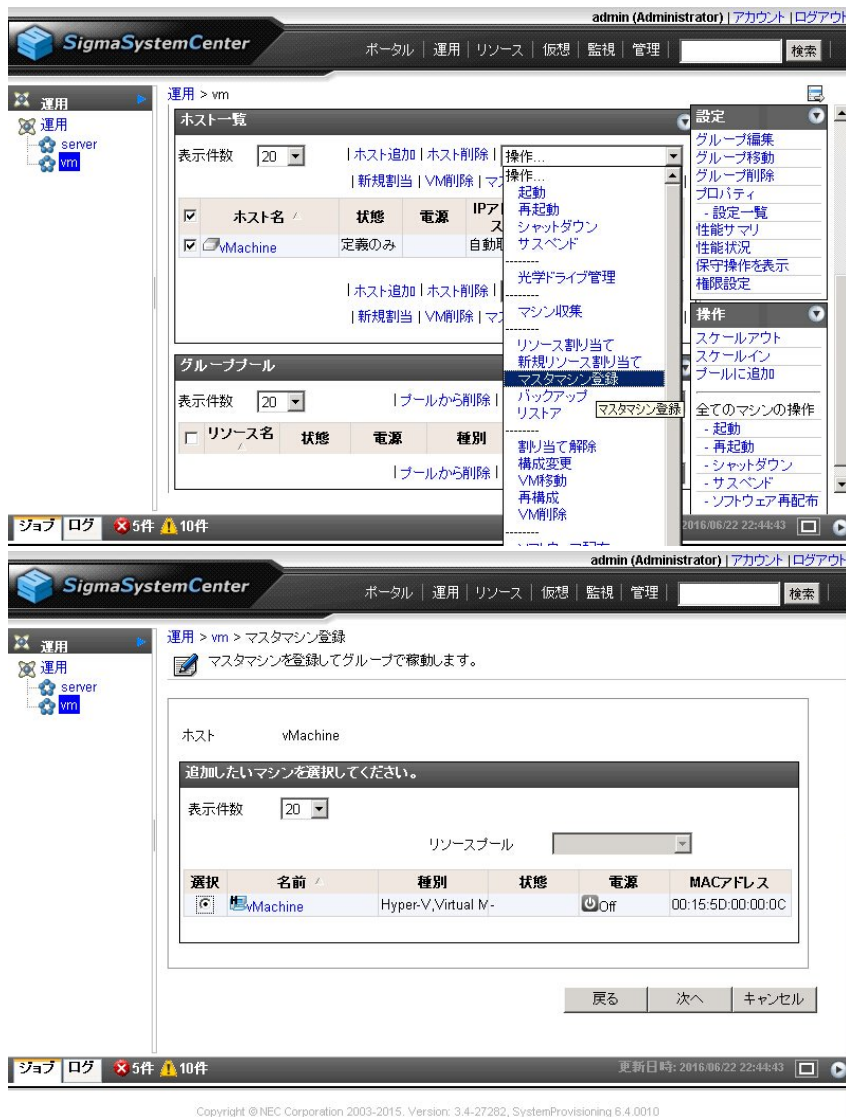 admin (Administrator) | アカウント | ログアウト
SigmaSystemCenter
ポータル | 運用 | リソース | 仮想 | 監視 | 管理 | 検索
運用
運用
server
vm
運用 > vm
ホスト一覧
表示件数 20 | ホスト追加 | ホスト削除 | 操作...
| 新規割当 | VM削除 | マ
ホスト名 状態 電源 IPア
ス
vMachine 定義のみ 自動
| ホスト追加 | ホスト削除 |
| 新規割当 | VM削除 | マ
グループプール
表示件数 20 | プールから削除 |
リソース名 状態 電源 種別
| プールから削除 |
操作...
起動
再起動
シャットダウン
サスペンド
--------
光学ドライブ管理
--------
マシン収集
--------
リソース割り当て
新規リソース割り当て
マスタマシン登録
バックアップ
リストア
マスタマシン登録
--------
割り当て解除
構成変更
VM移動
再構成
VM削除
--------
設定
グループ編集
グループ移動
グループ削除
プロパティ
- 設定一覧
性能サマリ
性能状況
保守操作を表示
権限設定
操作
スケールアウト
スケールイン
プールに追加
全てのマシンの操作
- 起動
- 再起動
- シャットダウン
- サスペンド
- ソフトウェア再配布
ジョブ ログ 5件 10件 2016/06/22 22:44:43
admin (Administrator) | アカウント | ログアウト
SigmaSystemCenter
ポータル | 運用 | リソース | 仮想 | 監視 | 管理 | 検索
運用
運用
server
vm
運用 > vm > マスタマシン登録
マスタマシンを登録してグループで稼動します。
ホスト vMachine
追加したいマシンを選択してください。
表示件数 20
リソースプール
選択 名前 種別 状態 電源 MACアドレス
vMachine Hyper-V,Virtual M - Off 00:15:5D:00:00:0C
戻る 次へ キャンセル
ジョブ ログ 5件 10件 更新日時: 2016/06/22 22:44:43
Copyright © NEC Corporation 2003-2015. Version: 3.4-27282, SystemProvisioning 6.4.0010